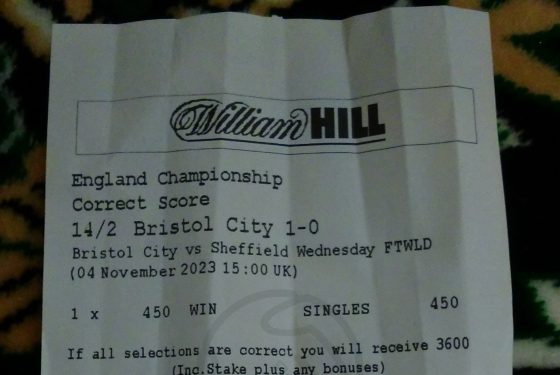 William HILL
England Championship
Correct Score
14/2 Bristol City 1-0
Bristol City vs Sheffield Wednesday FTWLD
(04 November 2023 15:00 UK)
1 x 450 WIN SINGLES 450
If all selections are correct you will receive 3600
(Inc.Stake plus any bonuses)